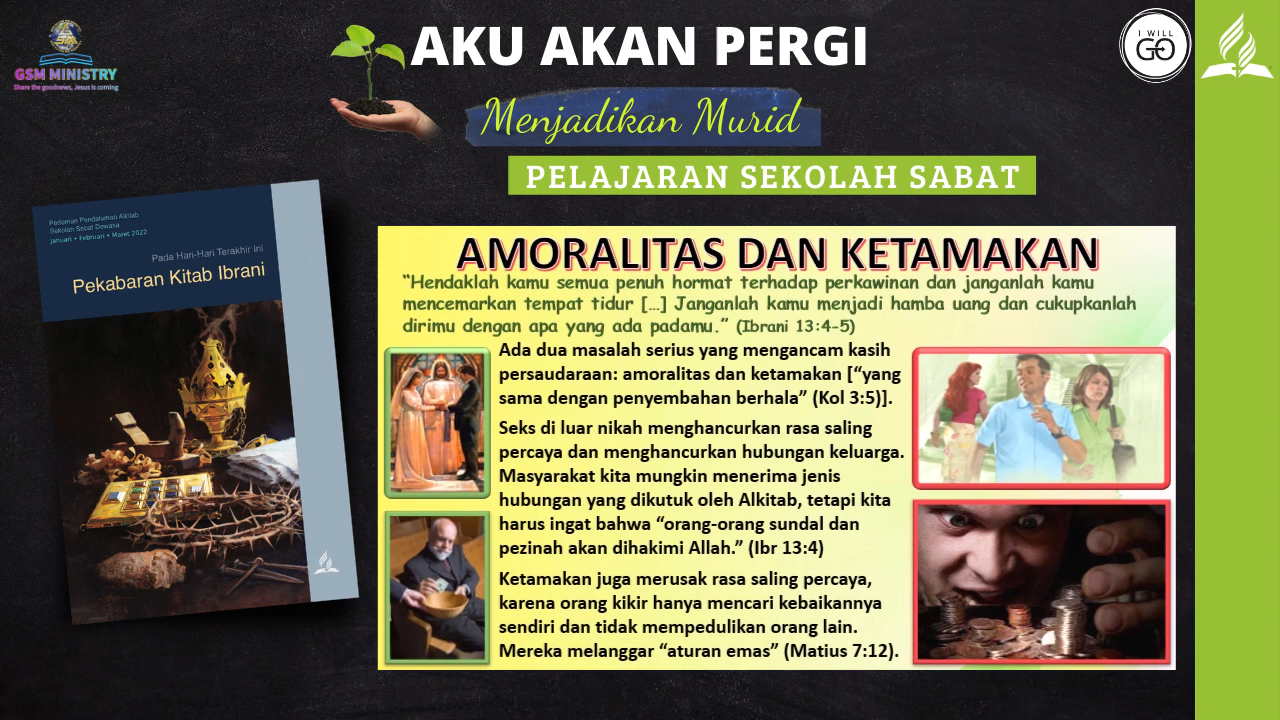 GSM MINISTRY
Share the goodnews, Jesus is coming
AKU AKAN PERGI
Menjadikan Murid
PELAJARAN SEKOLAH SABAT
I WILL
GO
Pedoman Pendalaman Alkitab
Sekolah Sabat Dewasa
Januari • Februari • Maret 2022
Pada Hari-Hari Terakhir Ini
Pekabaran Kitab Ibrani
AMORALITAS DAN KETAMAKAN
“Hendaklah kamu semua penuh hormat terhadap perkawinan dan janganlah kamu
mencemarkan tempat tidur […] Janganlah kamu menjadi hamba uang dan cukupkanlah
dirimu dengan apa yang ada padamu.” (Ibrani 13:4-5)
Ada dua masalah serius yang mengancam kasih
persaudaraan: amoralitas dan ketamakan [“yang
sama dengan penyembahan berhala” (Kol 3:5)].
Seks di luar nikah menghancurkan rasa saling
percaya dan menghancurkan hubungan keluarga.
Masyarakat kita mungkin menerima jenis
hubungan yang dikutuk oleh Alkitab, tetapi kita
harus ingat bahwa “orang-orang sundal dan
pezinah akan dihakimi Allah.” (Ibr 13:4)
Ketamakan juga merusak rasa saling percaya,
karena orang kikir hanya mencari kebaikannya
sendiri dan tidak mempedulikan orang lain.
Mereka melanggar “aturan emas” (Matius 7:12).